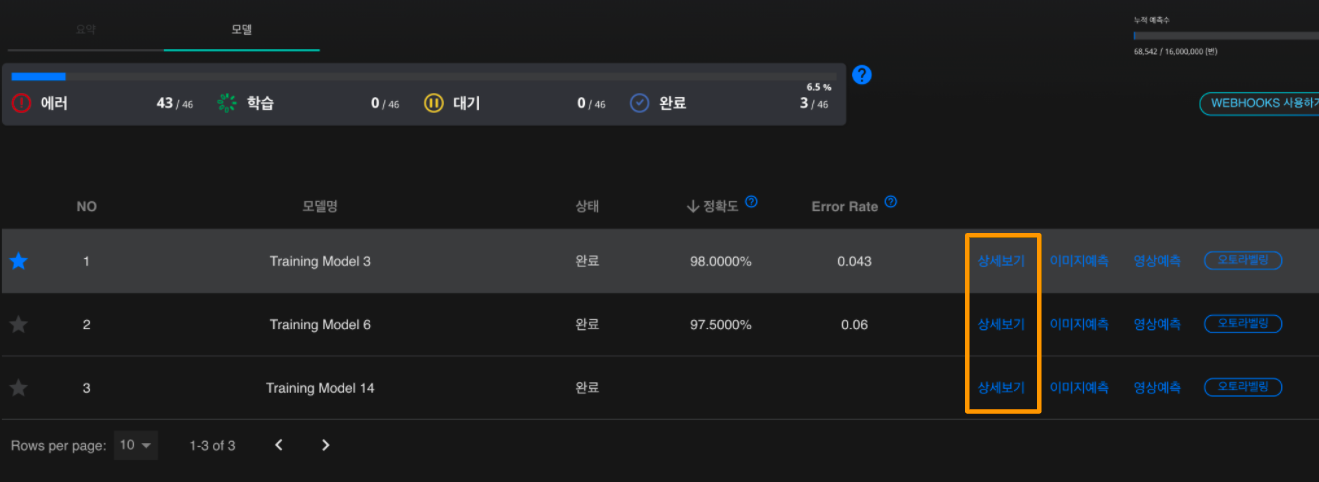 요약 모델
누적 예측수
68,542 / 16,000,000 (번)
6.5 %
에러 43 / 46 학습 0 / 46 대기 0 / 46 완료 3 / 46
WEBHOOKS 사용하기
NO 모델명 상태 정확도 Error Rate
1 Training Model 3 완료 98.0000% 0.043 상세보기 이미지예측 영상예측 오토라벨링
2 Training Model 6 완료 97.5000% 0.06 상세보기 이미지예측 영상예측 오토라벨링
3 Training Model 14 완료 상세보기 이미지예측 영상예측 오토라벨링
Rows per page: 10 1-3 of 3